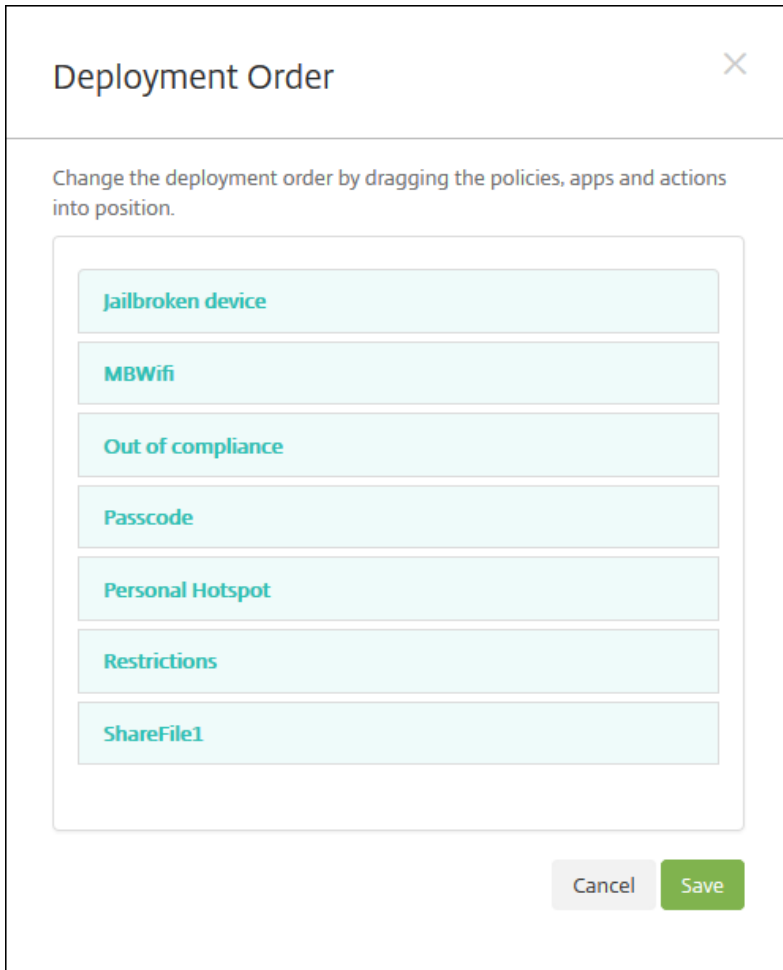 Deployment Order
Change the deployment order by dragging the policies, apps and actions
into position.
Jailbroken device
MBWifi
Out of compliance
Passcode
Personal Hotspot
Restrictions
ShareFile1
Cancel Save